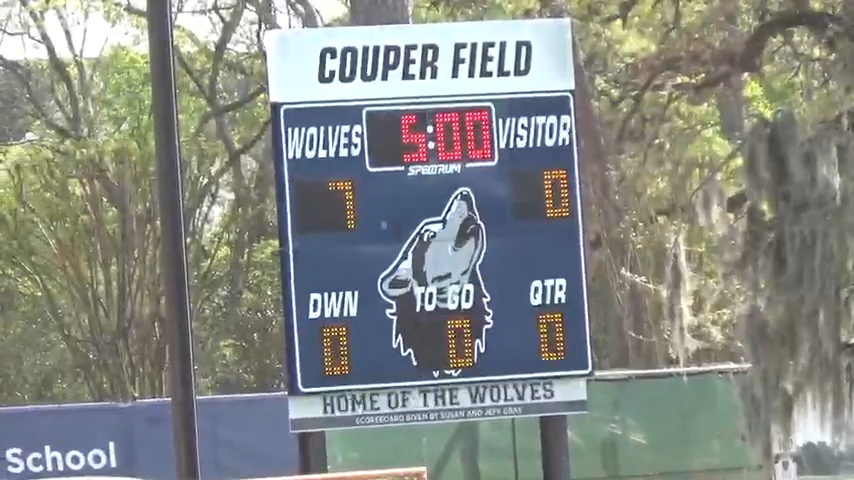 COUPER FIELD
WOLVES 5:00 VISITOR
SPECTRUM
7 0
DWN TO GO QTR
0 0 0
HOME OF THE WOLVES
SCOREBOARD GIVEN BY SUSAN AND JEFF GRAY
School